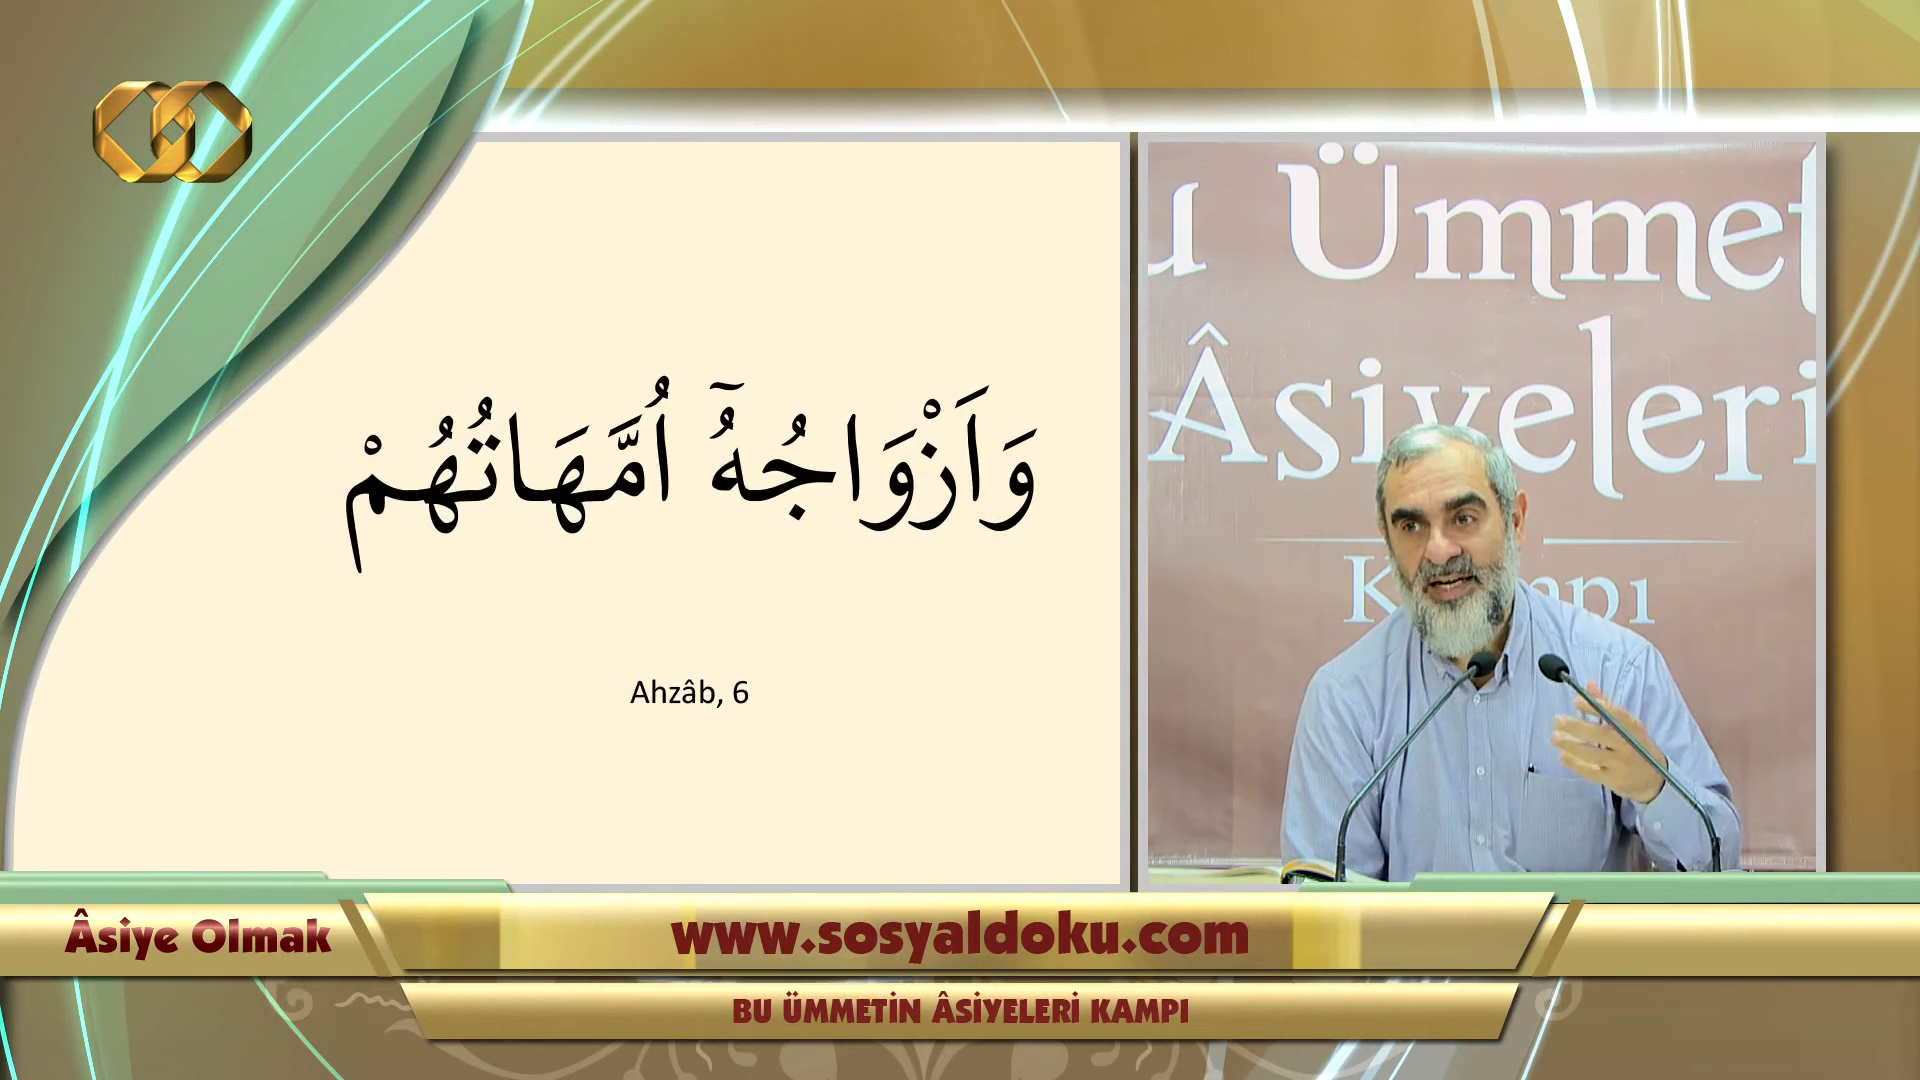 وَاَزْوَاجُهُٓ اُمَّهَاتُهُمْ
Ahzâb, 6
u Ümmet
Âsiyeleri
Âsiye Olmak
www.sosyaldoku.com
BU ÜMMETİN ÂSİYELERİ KAMPI